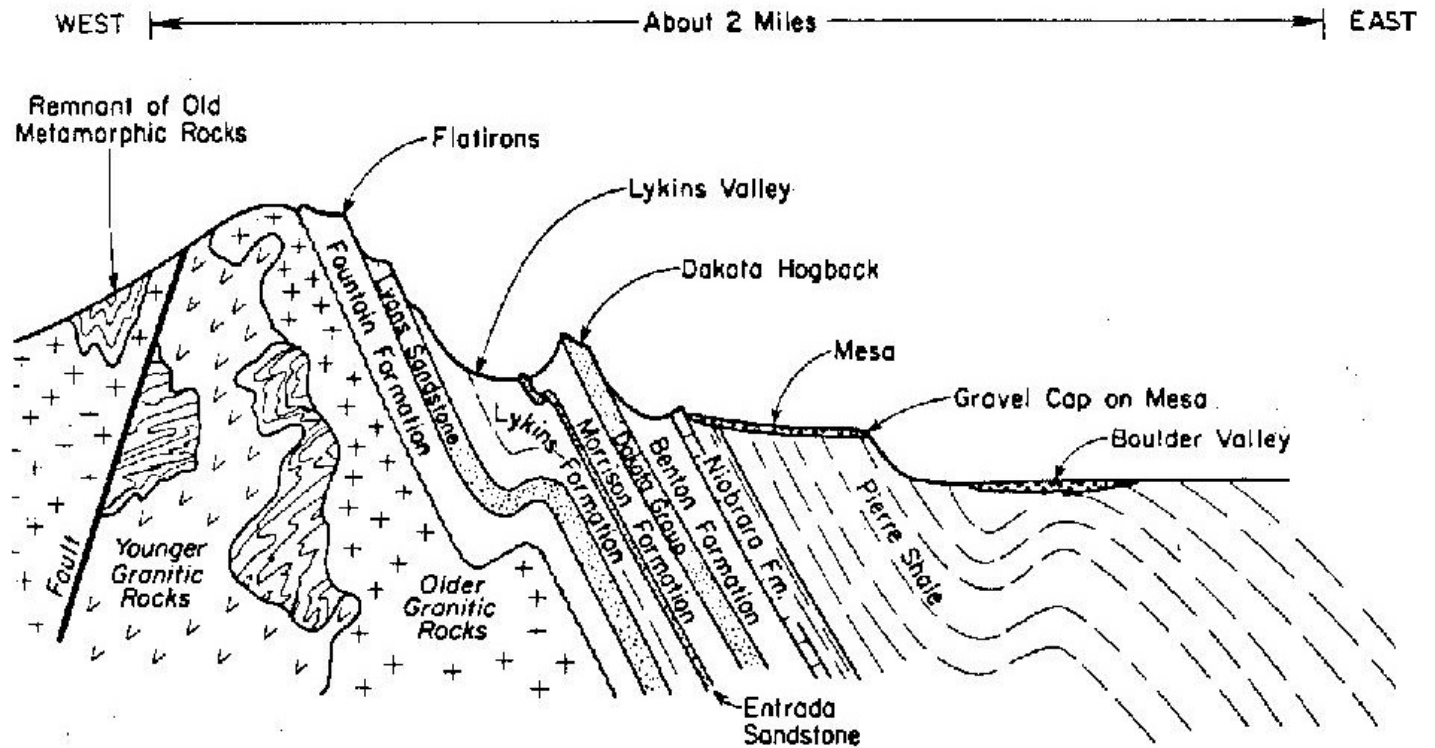 WEST
About 2 Miles
EAST
Remnant of Old
Metamorphic Rocks
Flatirons
Lykins Valley
Dakota Hogback
Mesa
Gravel Cap on Mesa
Boulder Valley
Fountain Formation
Lyons Sandstone
Lykins Formation
Morrison Formation
Dakota Group
Benton Formation
Niobrara Fm.
Pierre Shale
Fault
Younger
Granitic
Rocks
Older
Granitic
Rocks
Entrada
Sandstone